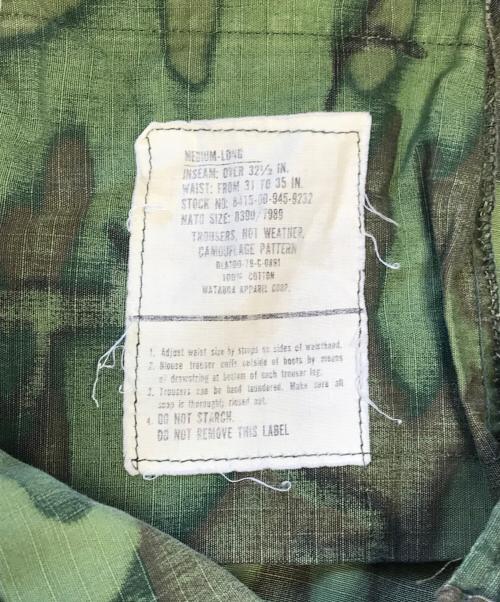 MEDIUM-LONG
INSEAM: OVER 32½ IN.
WAIST: FROM 31 TO 35 IN.
STOCK NO: 8415-00-945-9232
NATO SIZE: 8390/7989
TROUSERS, HOT WEATHER,
CAMOUFLAGE PATTERN
DLA100-79-C-
100% COTTON
WATAUGA APPAREL CORP.
1. Adjust waist size by straps on sides of waistband.
2. Blouse trouser cuffs outside of boots by means
of drawstring at bottom of each trouser leg.
3. Trousers can be hand laundered. Make sure all
soap is thoroughly rinsed out.
4. DO NOT STARCH.
DO NOT REMOVE THIS LABEL